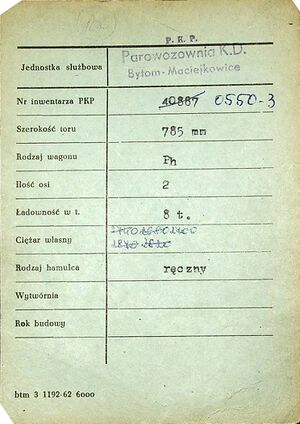 P. K. P.
Jednostka służbowa Parowozownia K.D.
Bytom-Maciejkowice
Nr inwentarza PKP 40887 0550-3
Szerokość toru 785 mm
Rodzaj wagonu Ph
Ilość osi 2
Ładowność w t. 8 t.
Ciężar własny
Rodzaj hamulca ręczny
Wytwórnia
Rok budowy
btm 3 1192-62 6000